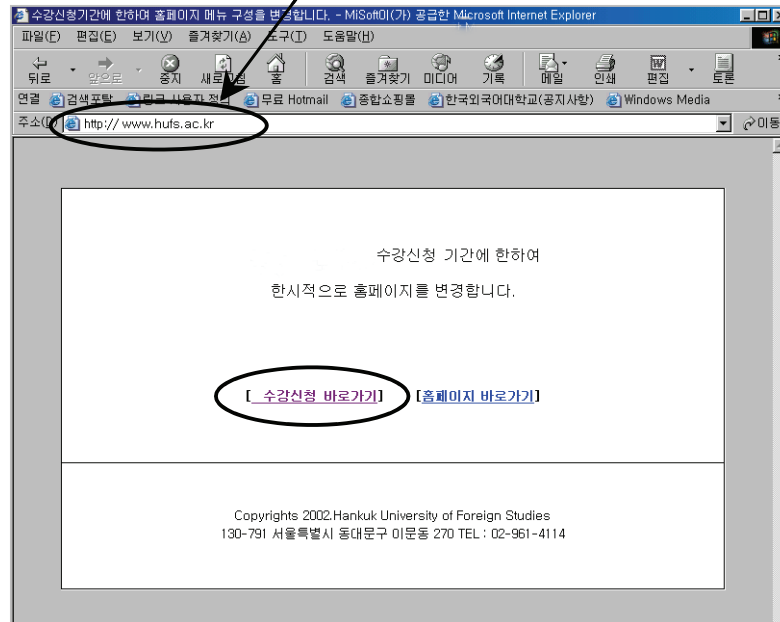 수강신청기간에 한하여 홈페이지 메뉴 구성을 변경합니다. - MiSoft이(가) 공급한 Microsoft Internet Explorer
파일(F) 편집(E) 보기(V) 즐겨찾기(A) 도구(T) 도움말(H)
뒤로 앞으로 중지 새로고침 홈 검색 즐겨찾기 미디어 기록 메일 인쇄 편집 토론
연결 검색포탈 링크 사용자 정의 무료 Hotmail 종합쇼핑몰 한국외국어대학교(공지사항) Windows Media
주소(D) http://www.hufs.ac.kr 이동
수강신청 기간에 한하여
한시적으로 홈페이지를 변경합니다.
[ 수강신청 바로가기] [홈페이지 바로가기]
Copyrights 2002.Hankuk University of Foreign Studies
130-791 서울특별시 동대문구 이문동 270 TEL : 02-961-4114